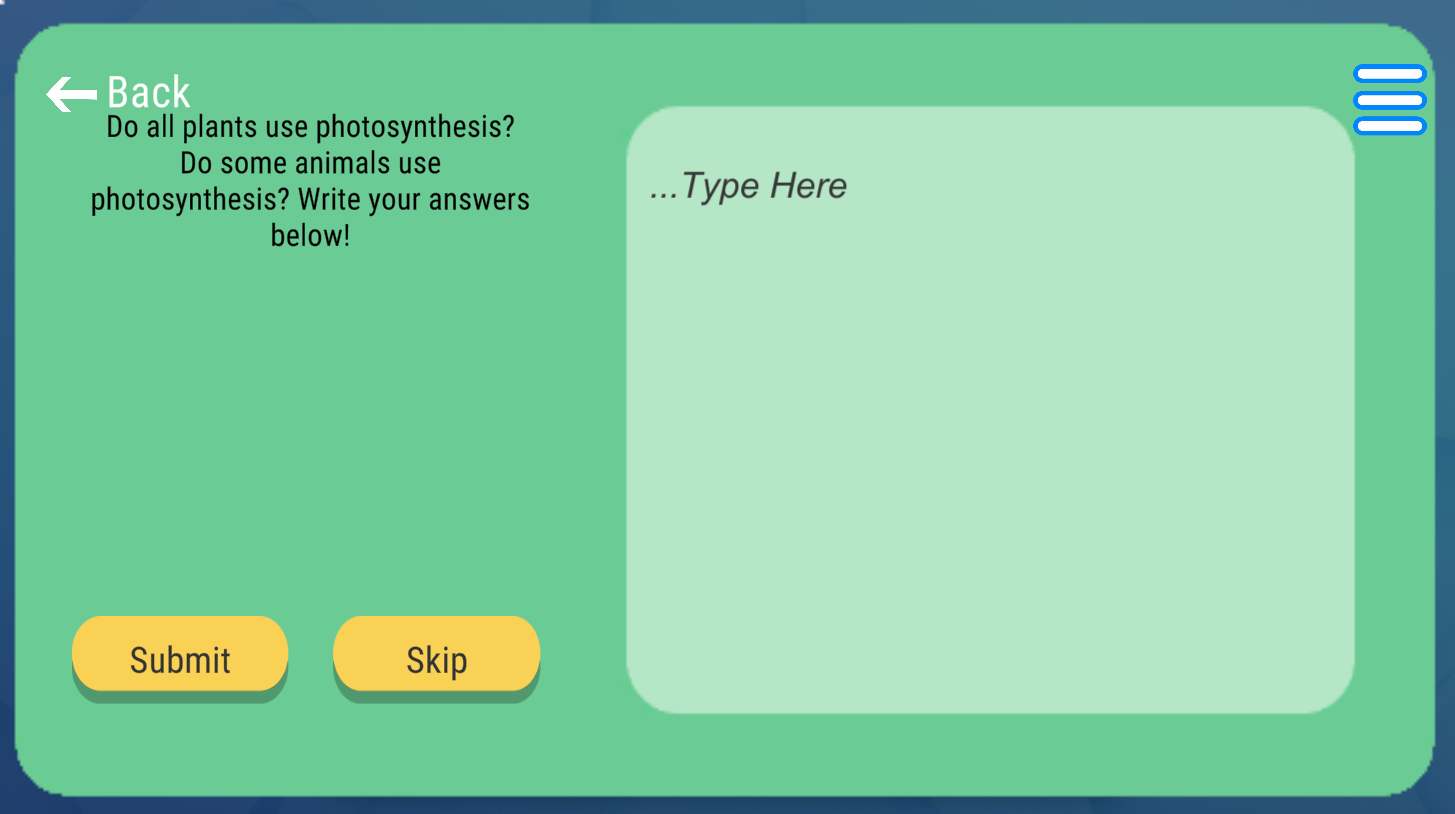 Back
Do all plants use photosynthesis?
Do some animals use
photosynthesis? Write your answers
below!
...Type Here
Submit
Skip